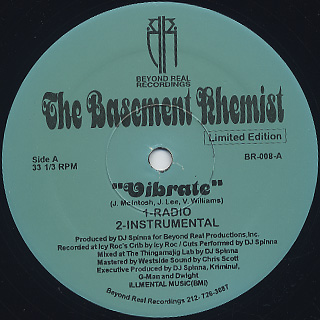 BEYOND REAL
RECORDINGS
The Basement Khemist
Limited Edition
Side A
33 1/3 RPM
BR-008-A
"Vibrate"
(J. McIntosh, J. Lee, V. Williams)
1-RADIO
2-INSTRUMENTAL
Produced by DJ Spinna for Beyond Real Productions,Inc.
Recorded at Icy Roc's Crib by Icy Roc / Cuts Performed by DJ Spinna
Mixed at The Thingamajig Lab by DJ Spinna
Mastered by Westside Sound by Chris Scott
Executive Produced by DJ Spinna, Kriminul,
G-Man and Dwight
iLLMENTAL MUSIC(BMI)
Beyond Real Recordings 212-726-3887